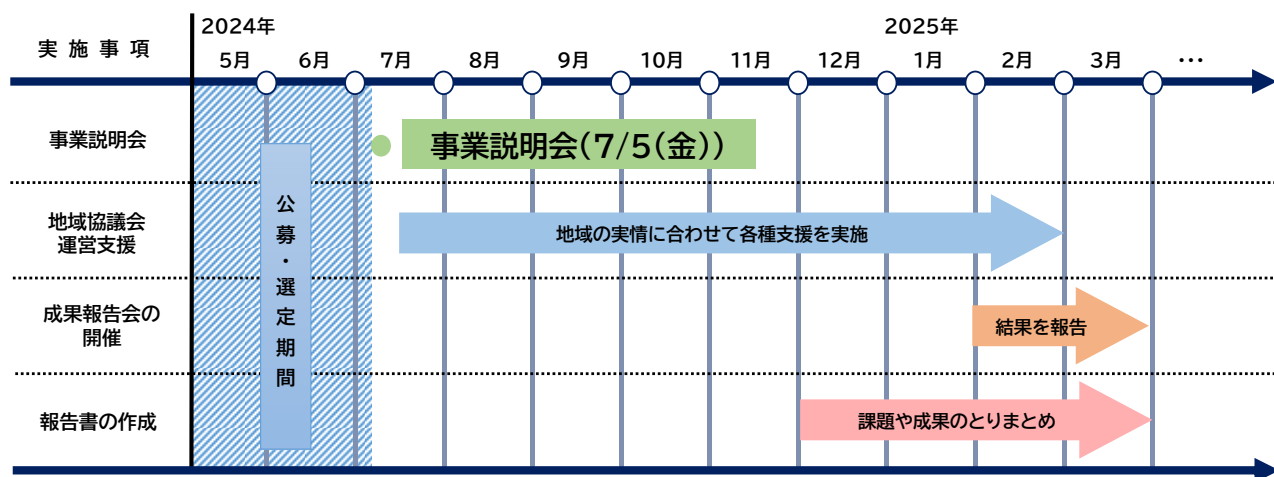 2024年
2025年
実施事項
5月
6月
7月
8月
9月
10月
11月
12月
1月
2月
3月
…
事業説明会
事業説明会(7/5(金))
公募・選定期間
地域協議会
運営支援
地域の実情に合わせて各種支援を実施
成果報告会の
開催
結果を報告
報告書の作成
課題や成果のとりまとめ